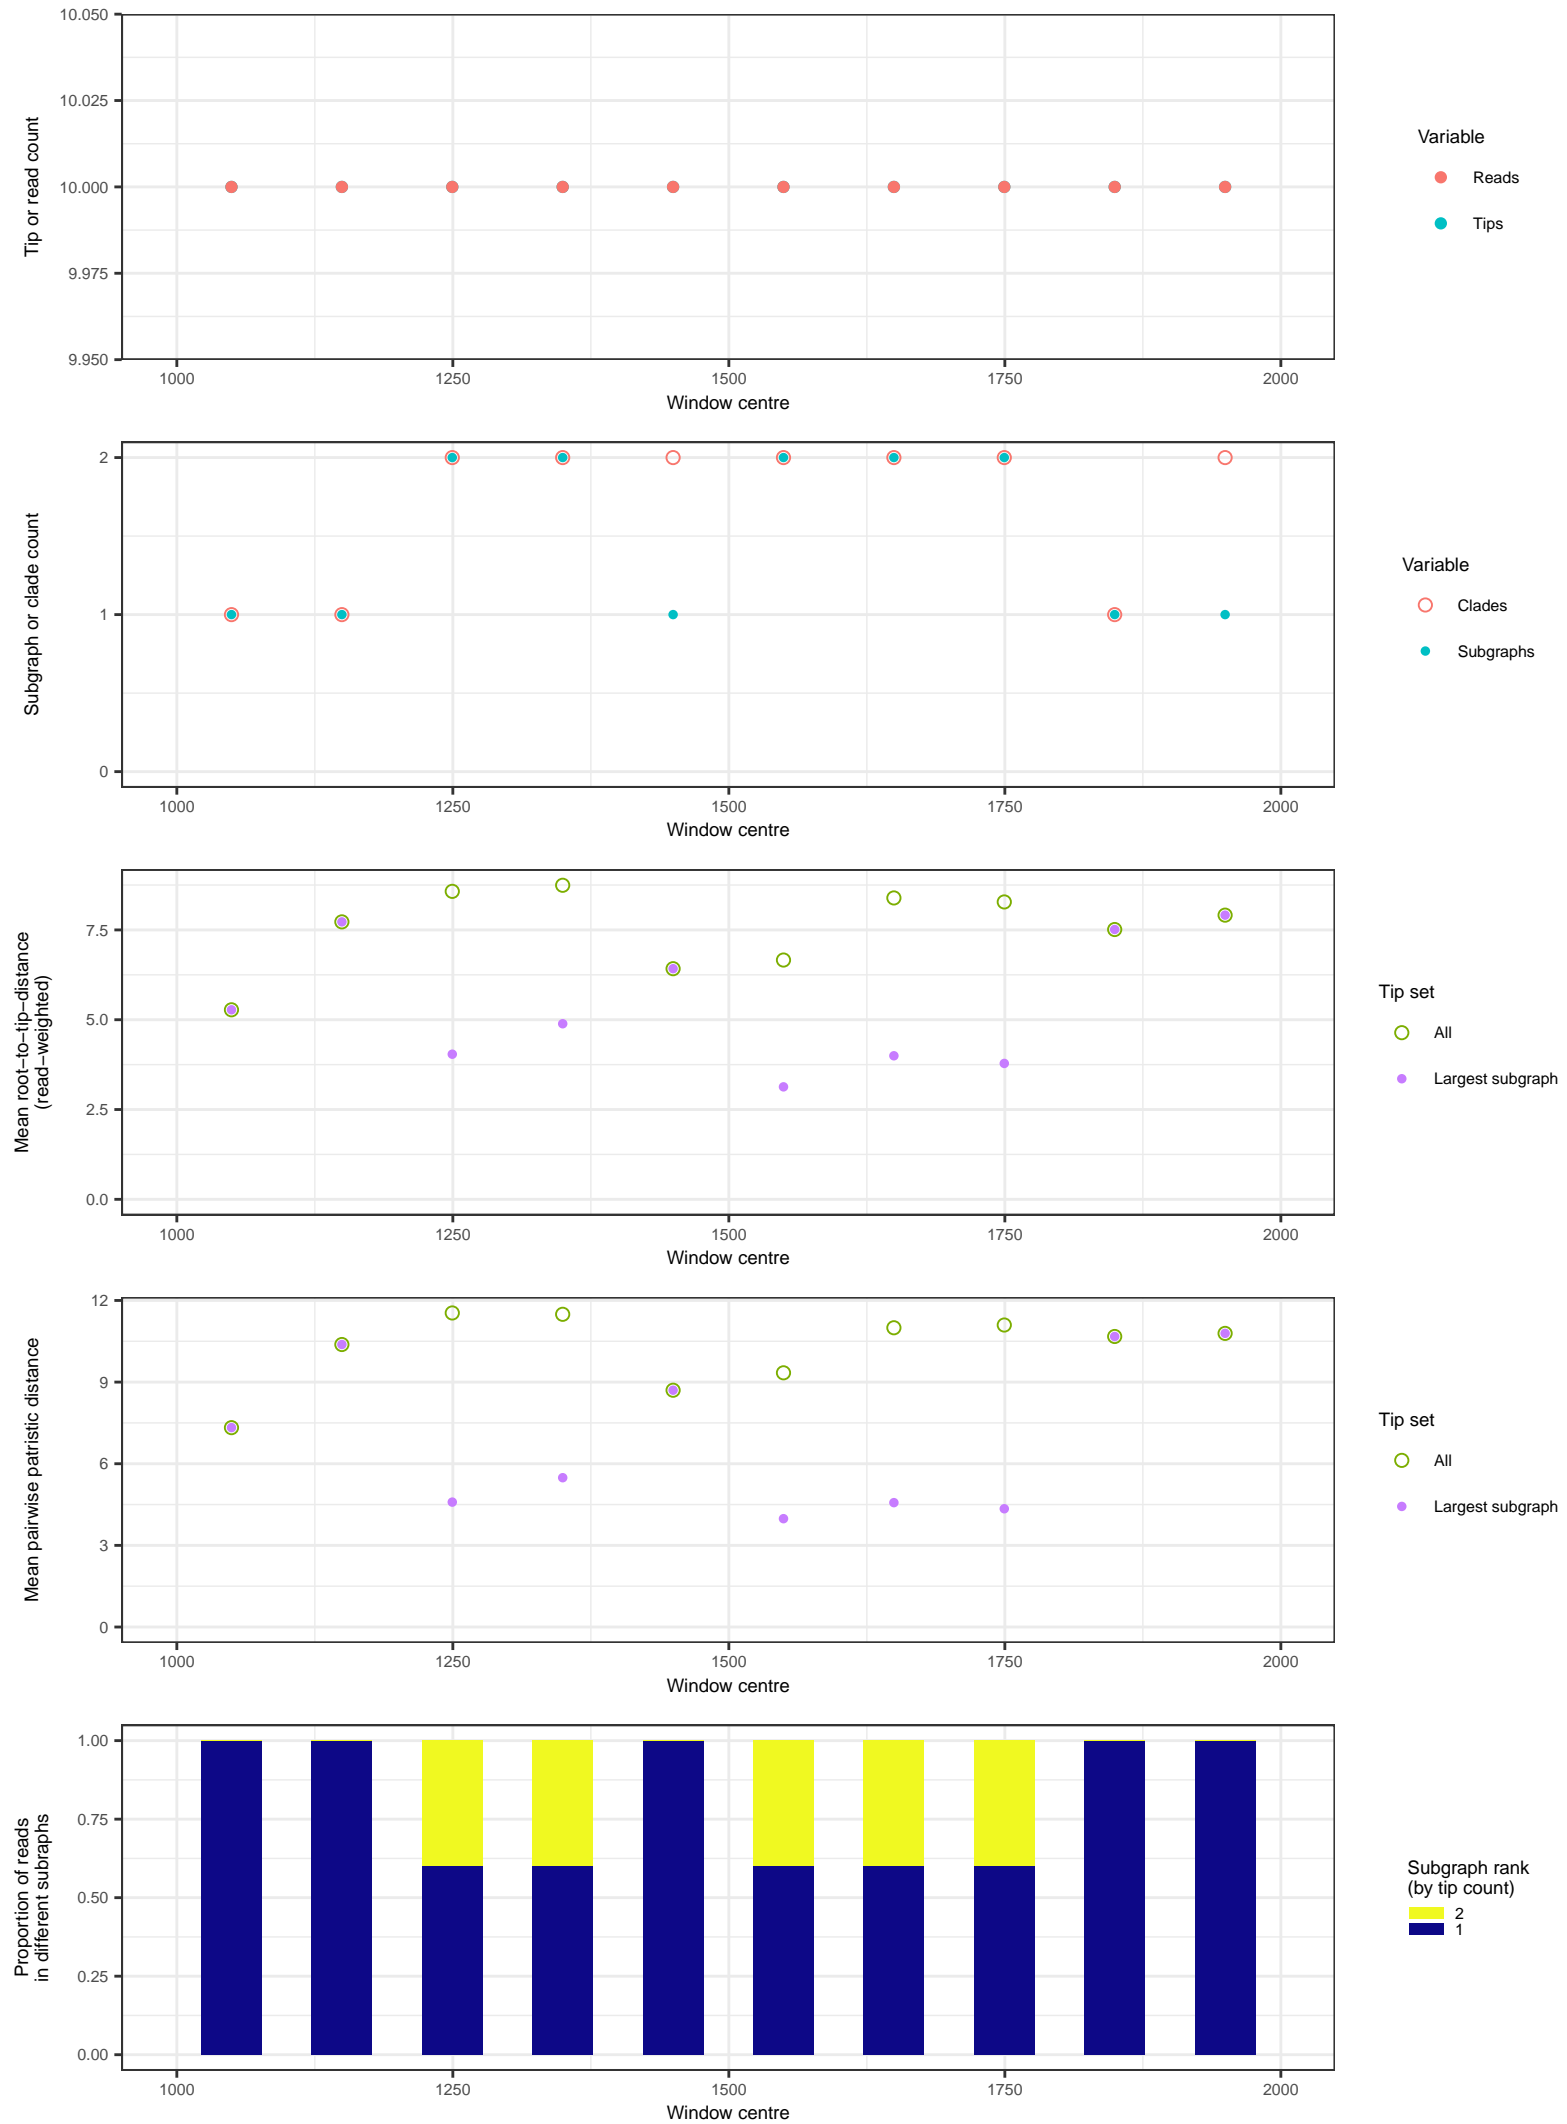 10.050
10.025
10.000
9.975
9.950
Tip or read count
1000 1250 1500 1750 2000
Window centre
Variable
Reads
Tips
2
1
0
Subgraph or clade count
1000 1250 1500 1750 2000
Window centre
Variable
Clades
Subgraphs
7.5
5.0
2.5
0.0
Mean root−to−tip−distance
(read−weighted)
1000 1250 1500 1750 2000
Window centre
Tip set
All
Largest subgraph
12
9
6
3
0
Mean pairwise patristic distance
1000 1250 1500 1750 2000
Window centre
Tip set
All
Largest subgraph
1.00
0.75
0.50
0.25
0.00
Proportion of reads
in different subraphs
1000 1250 1500 1750 2000
Window centre
Subgraph rank
(by tip count)
2
1